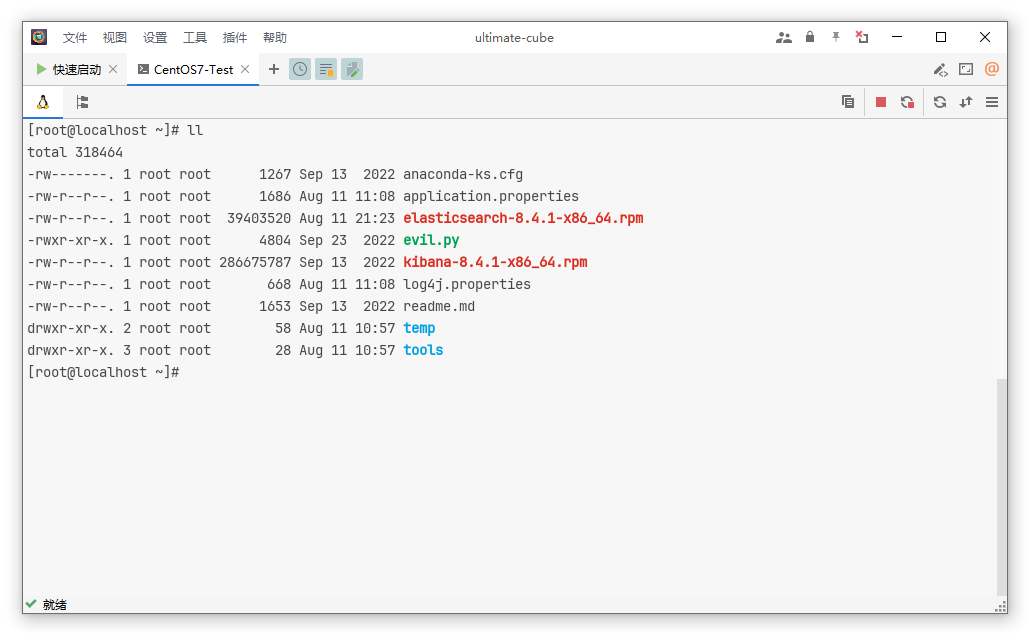 文件 视图 设置 工具 插件 帮助 ultimate-cube
快速启动 CentOS7-Test
[root@localhost ~]# ll
total 318464
-rw-------. 1 root root      1267 Sep 13  2022 anaconda-ks.cfg
-rw-r--r--. 1 root root      1686 Aug 11 11:08 application.properties
-rw-r--r--. 1 root root  39403520 Aug 11 21:23 elasticsearch-8.4.1-x86_64.rpm
-rwxr-xr-x. 1 root root      4804 Sep 23  2022 evil.py
-rw-r--r--. 1 root root 286675787 Sep 13  2022 kibana-8.4.1-x86_64.rpm
-rw-r--r--. 1 root root       668 Aug 11 11:08 log4j.properties
-rw-r--r--. 1 root root      1653 Sep 13  2022 readme.md
drwxr-xr-x. 2 root root        58 Aug 11 10:57 temp
drwxr-xr-x. 3 root root        28 Aug 11 10:57 tools
[root@localhost ~]#
就绪